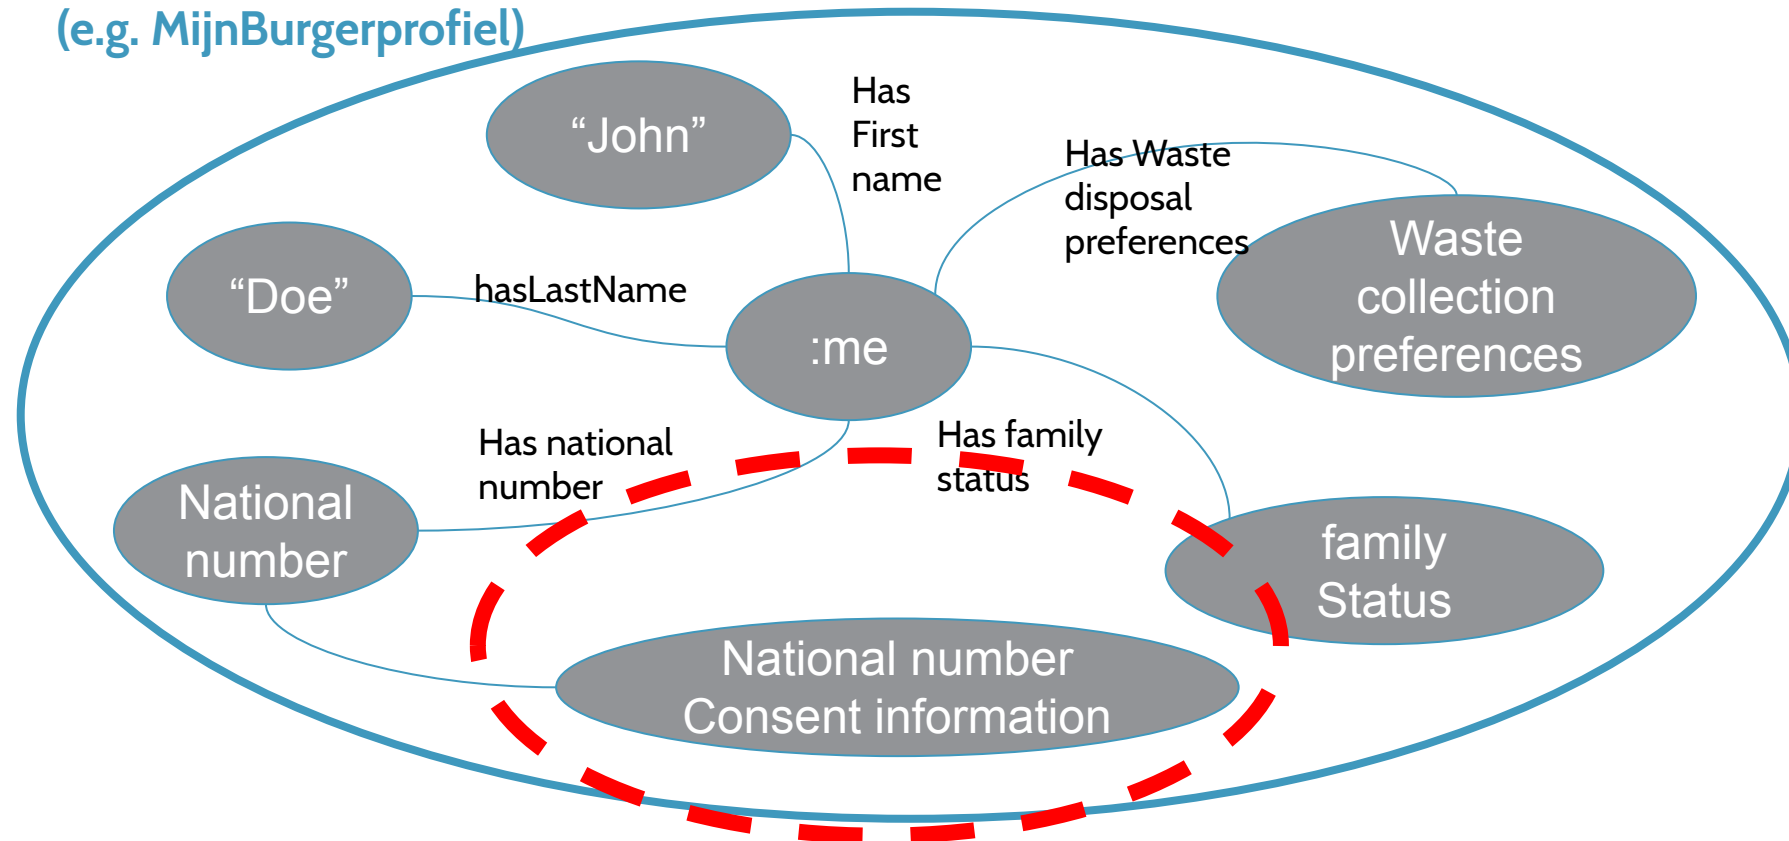 (e.g. MijnBurgerprofiel)
“John”
Has
First
name
Has Waste
disposal
preferences
Waste
collection
preferences
“Doe”
hasLastName
:me
Has national
number
Has family
status
National
number
family
Status
National number
Consent information